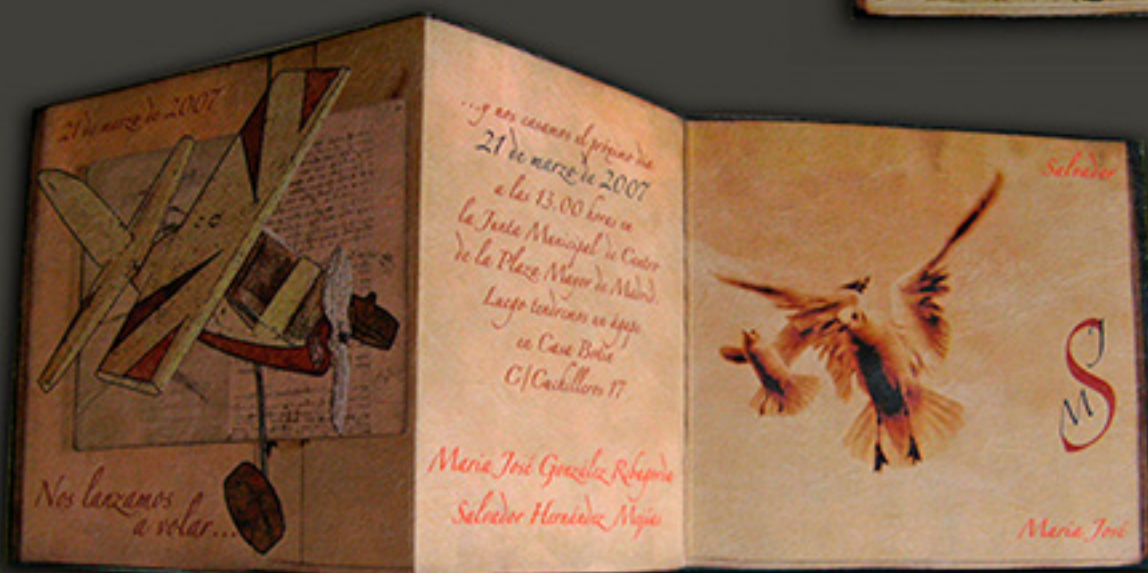 21 de marzo de 2007
Nos lanzamos
a volar...
...y nos casamos el próximo día
21 de marzo de 2007
a las 13.00 horas en
la Junta Municipal de Centro
de la Plaza Mayor de Madrid.
Luego tendremos un ágape
en Casa Botín
C/Cuchilleros 17
María José González Ribagorda
Salvador Hernández Mejías
Salvador
S
M
María José